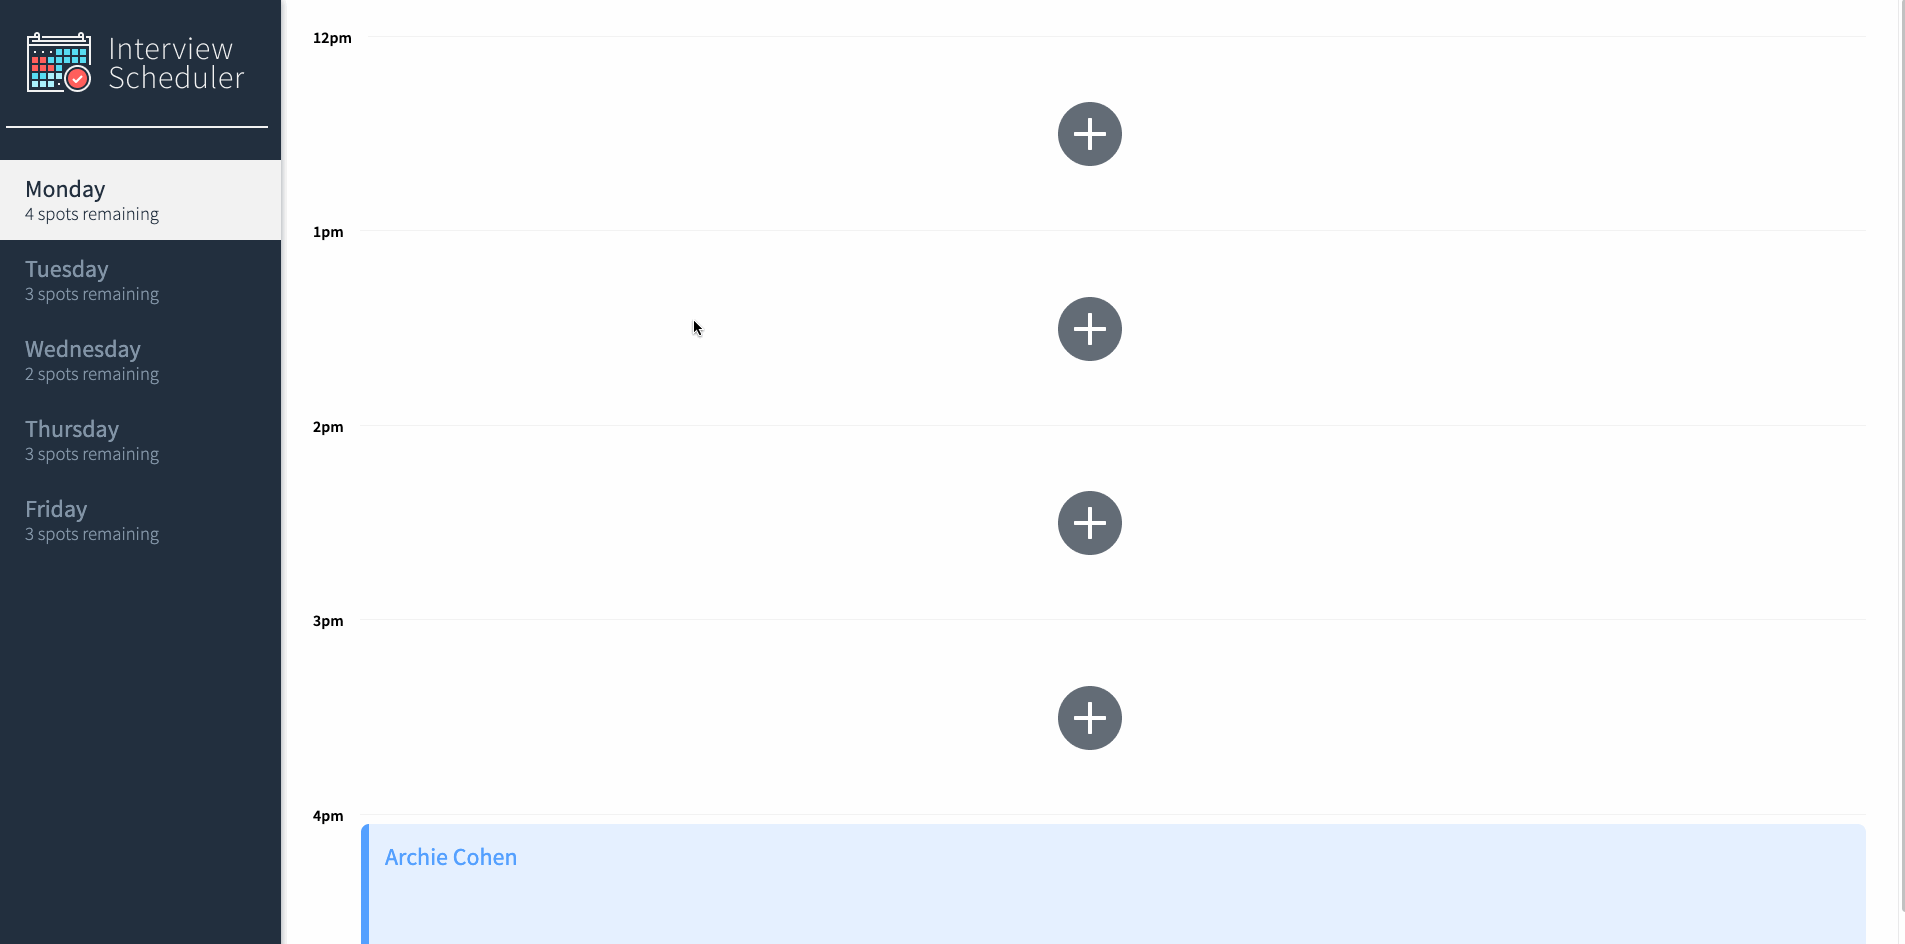 Interview
Scheduler
Monday
4 spots remaining
Tuesday
3 spots remaining
Wednesday
2 spots remaining
Thursday
3 spots remaining
Friday
3 spots remaining
12pm
1pm
2pm
3pm
4pm
Archie Cohen